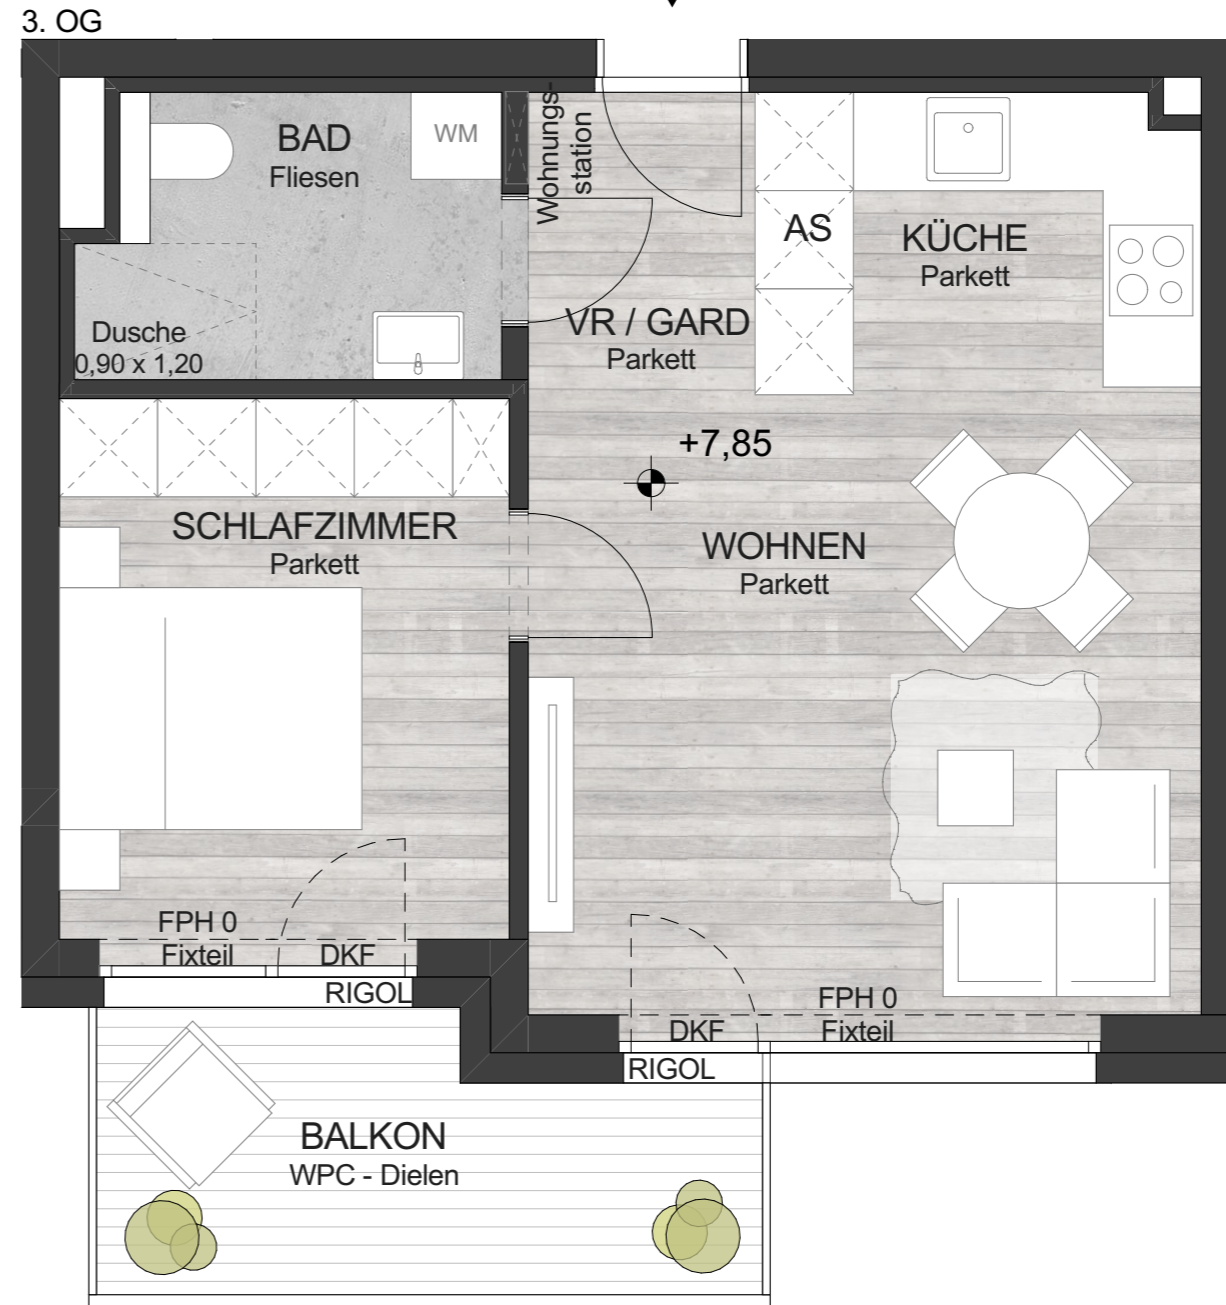 3. OG
BAD
Fliesen
WM
Wohnungs-
station
AS
KÜCHE
Parkett
Dusche
0,90 x 1,20
VR / GARD
Parkett
+7,85
SCHLAFZIMMER
Parkett
WOHNEN
Parkett
FPH 0
Fixteil
DKF
RIGOL
FPH 0
DKF
Fixteil
RIGOL
BALKON
WPC - Dielen